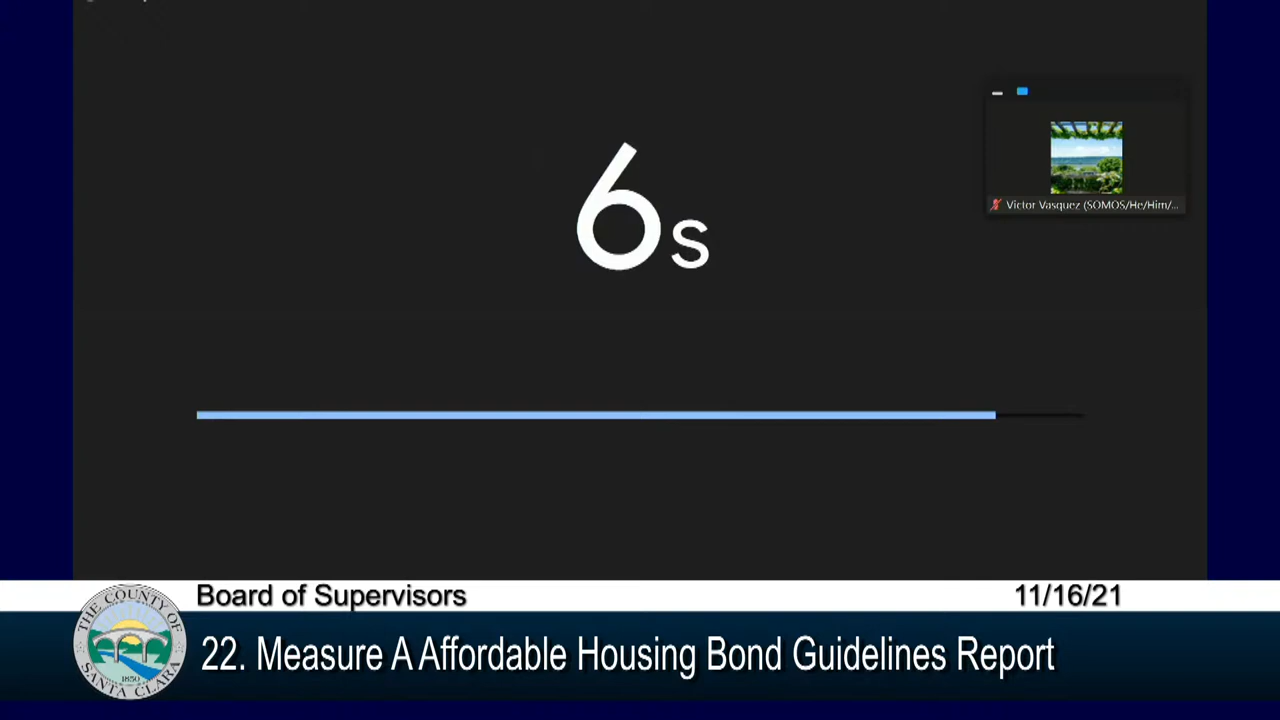 6s
Victor Vasquez (SOMOS/He/Him/...
Board of Supervisors
11/16/21
22. Measure A Affordable Housing Bond Guidelines Report
THE COUNTY OF
SANTA CLARA
1850